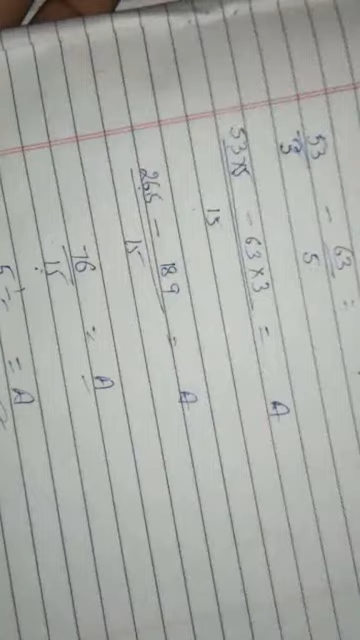 53/3 - 63/5 =
53×5 - 63×3 / 15 = A
265 - 189 / 15 = A
76/15 = A
= A